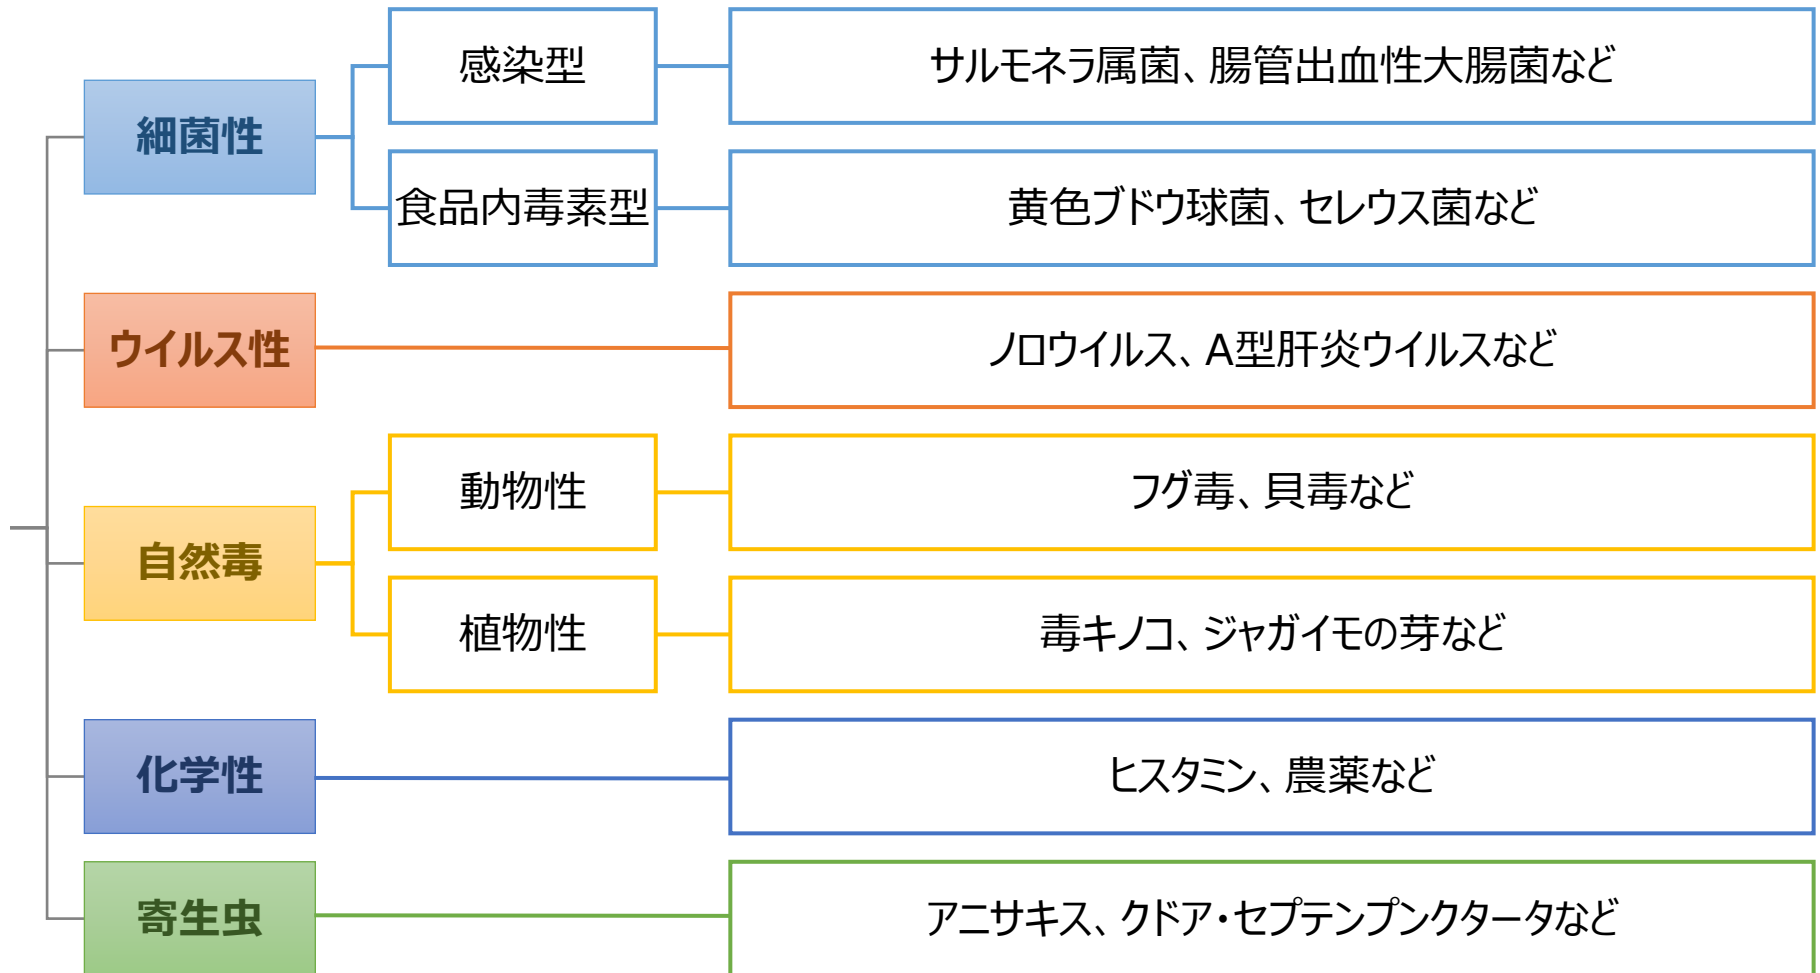 細菌性
感染型
サルモネラ属菌、腸管出血性大腸菌など
食品内毒素型
黄色ブドウ球菌、セレウス菌など
ウイルス性
ノロウイルス、A型肝炎ウイルスなど
自然毒
動物性
フグ毒、貝毒など
植物性
毒キノコ、ジャガイモの芽など
化学性
ヒスタミン、農薬など
寄生虫
アニサキス、クドア・セプテンプンクタータなど